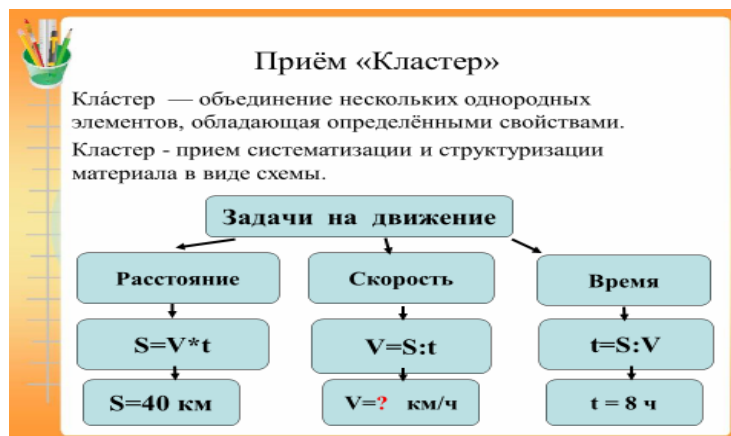 Приём «Кластер»
Кла́стер — объединение нескольких однородных
элементов, обладающая определёнными свойствами.
Кластер - прием систематизации и структуризации
материала в виде схемы.
Задачи на движение
Расстояние
Скорость
Время
S=V*t
V=S:t
t=S:V
S=40 км
V=? км/ч
t = 8 ч